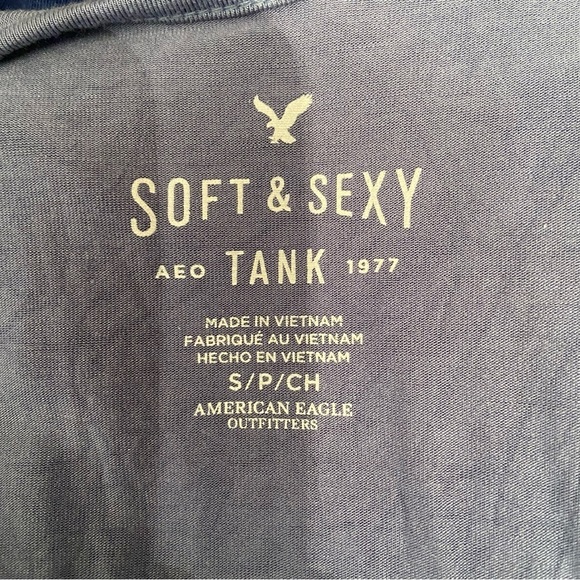 SOFT & SEXY
AEO TANK 1977
MADE IN VIETNAM
FABRIQUÉ AU VIETNAM
HECHO EN VIETNAM
S/P/CH
AMERICAN EAGLE
OUTFITTERS